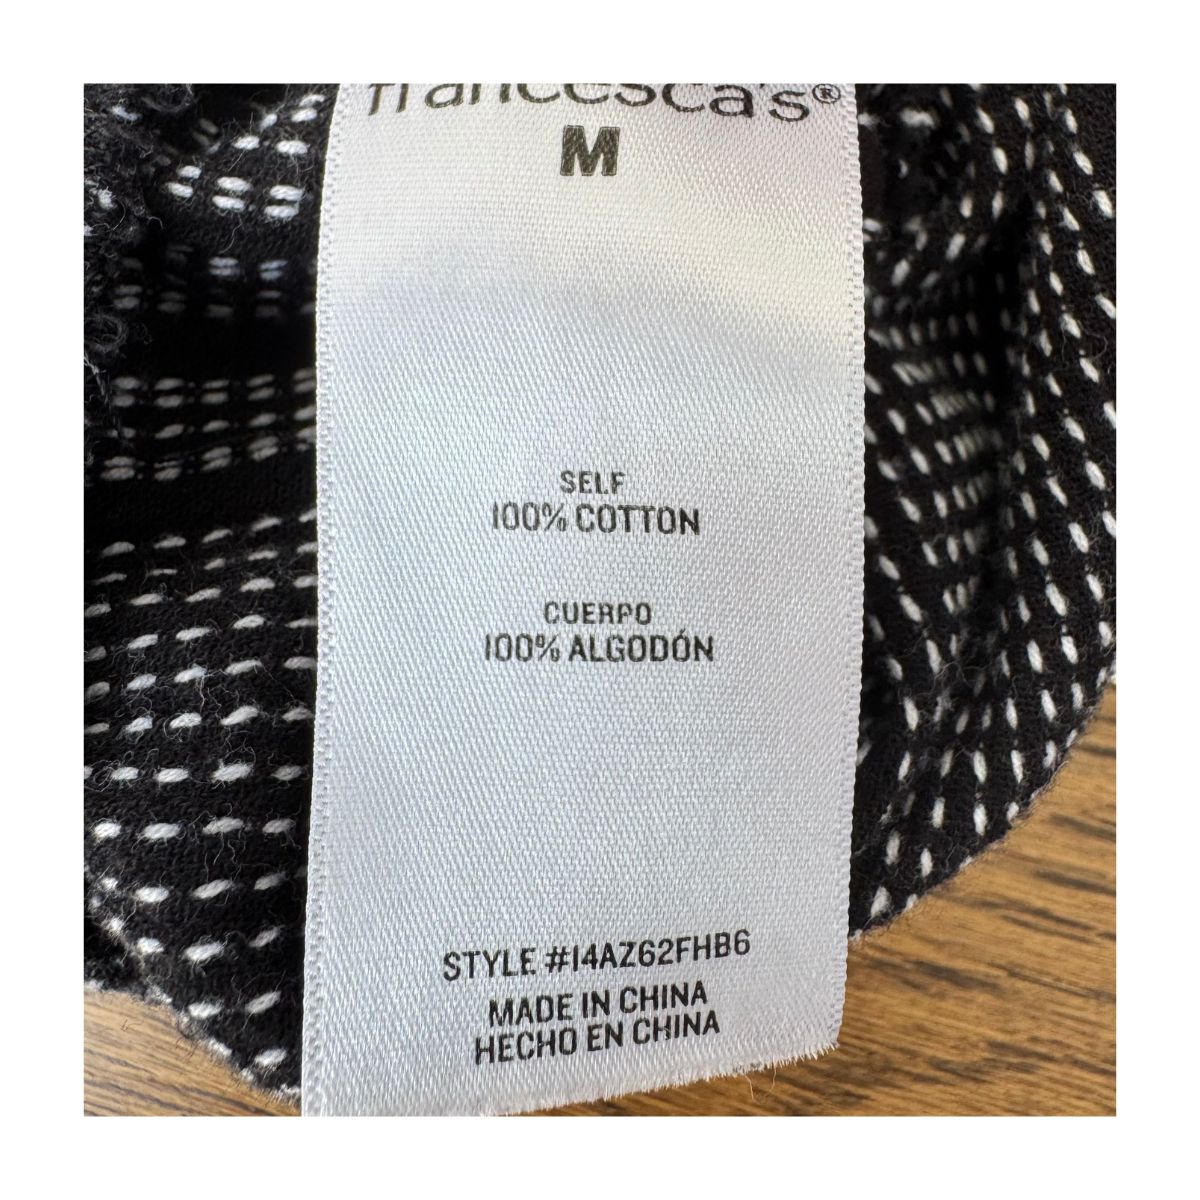 francesca's®
M
SELF
100% COTTON
CUERPO
100% ALGODÓN
STYLE #14AZ62FHB6
MADE IN CHINA
HECHO EN CHINA